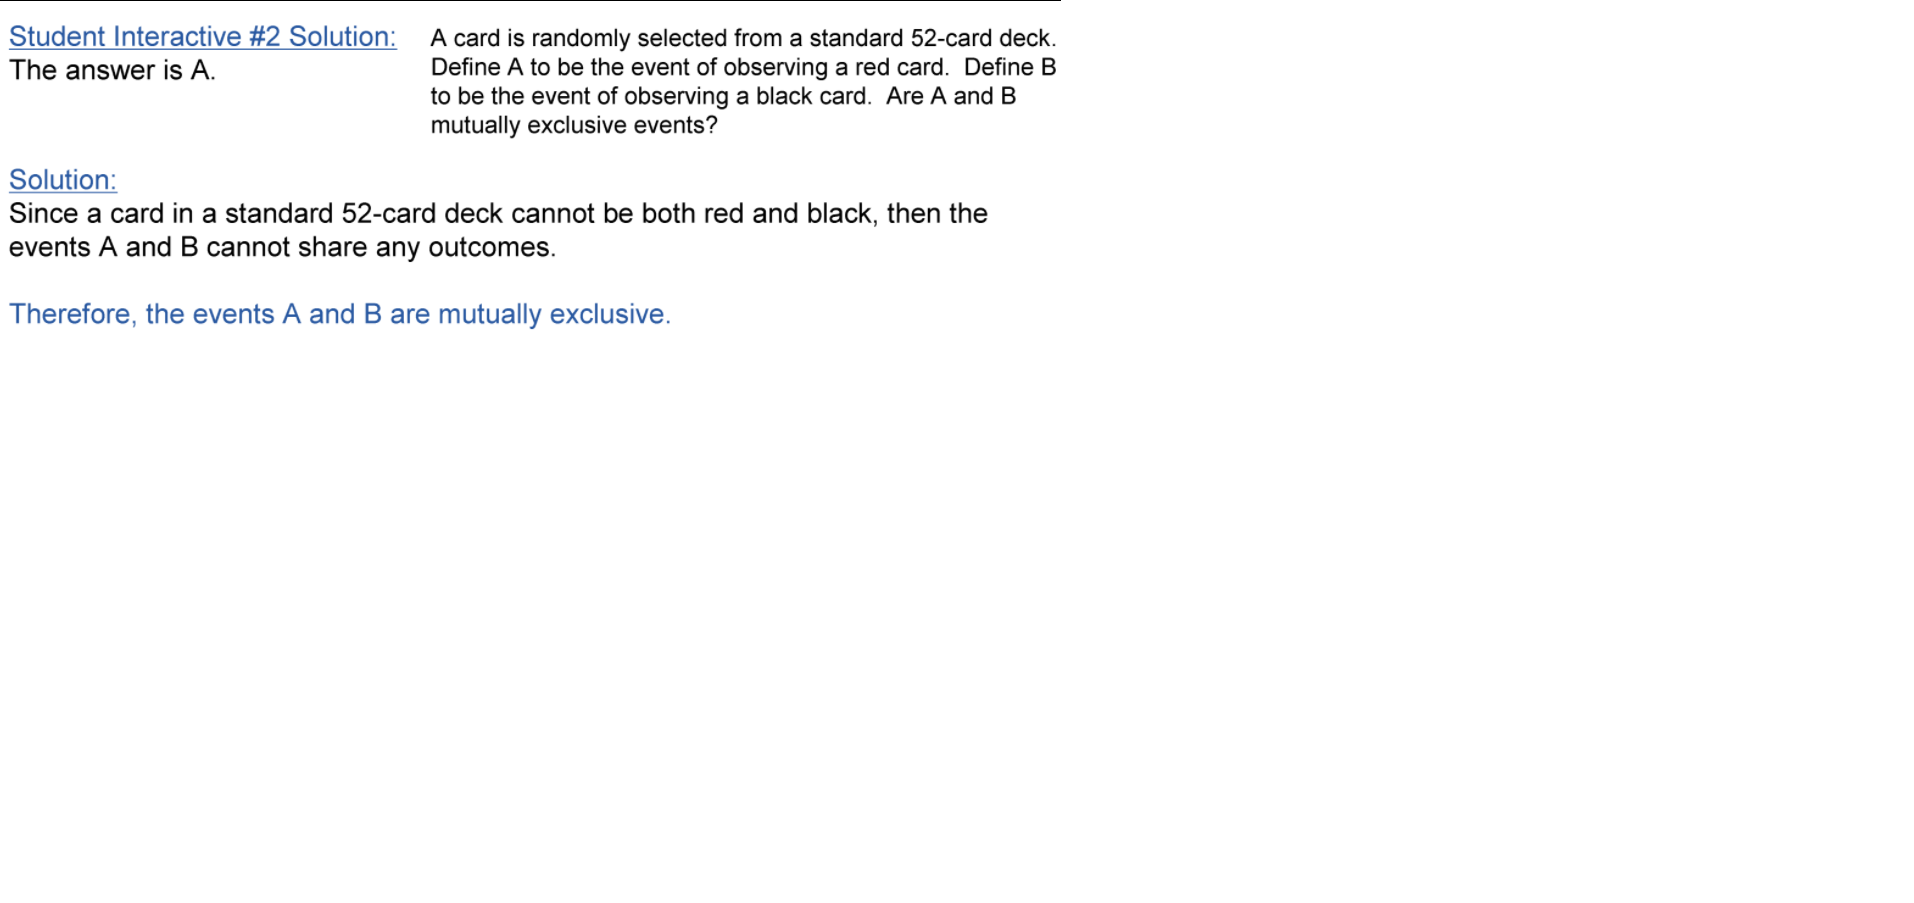 Student Interactive #2 Solution:
The answer is A.
A card is randomly selected from a standard 52-card deck.
Define A to be the event of observing a red card.  Define B
to be the event of observing a black card.  Are A and B
mutually exclusive events?
Solution:
Since a card in a standard 52-card deck cannot be both red and black, then the
events A and B cannot share any outcomes.
Therefore, the events A and B are mutually exclusive.